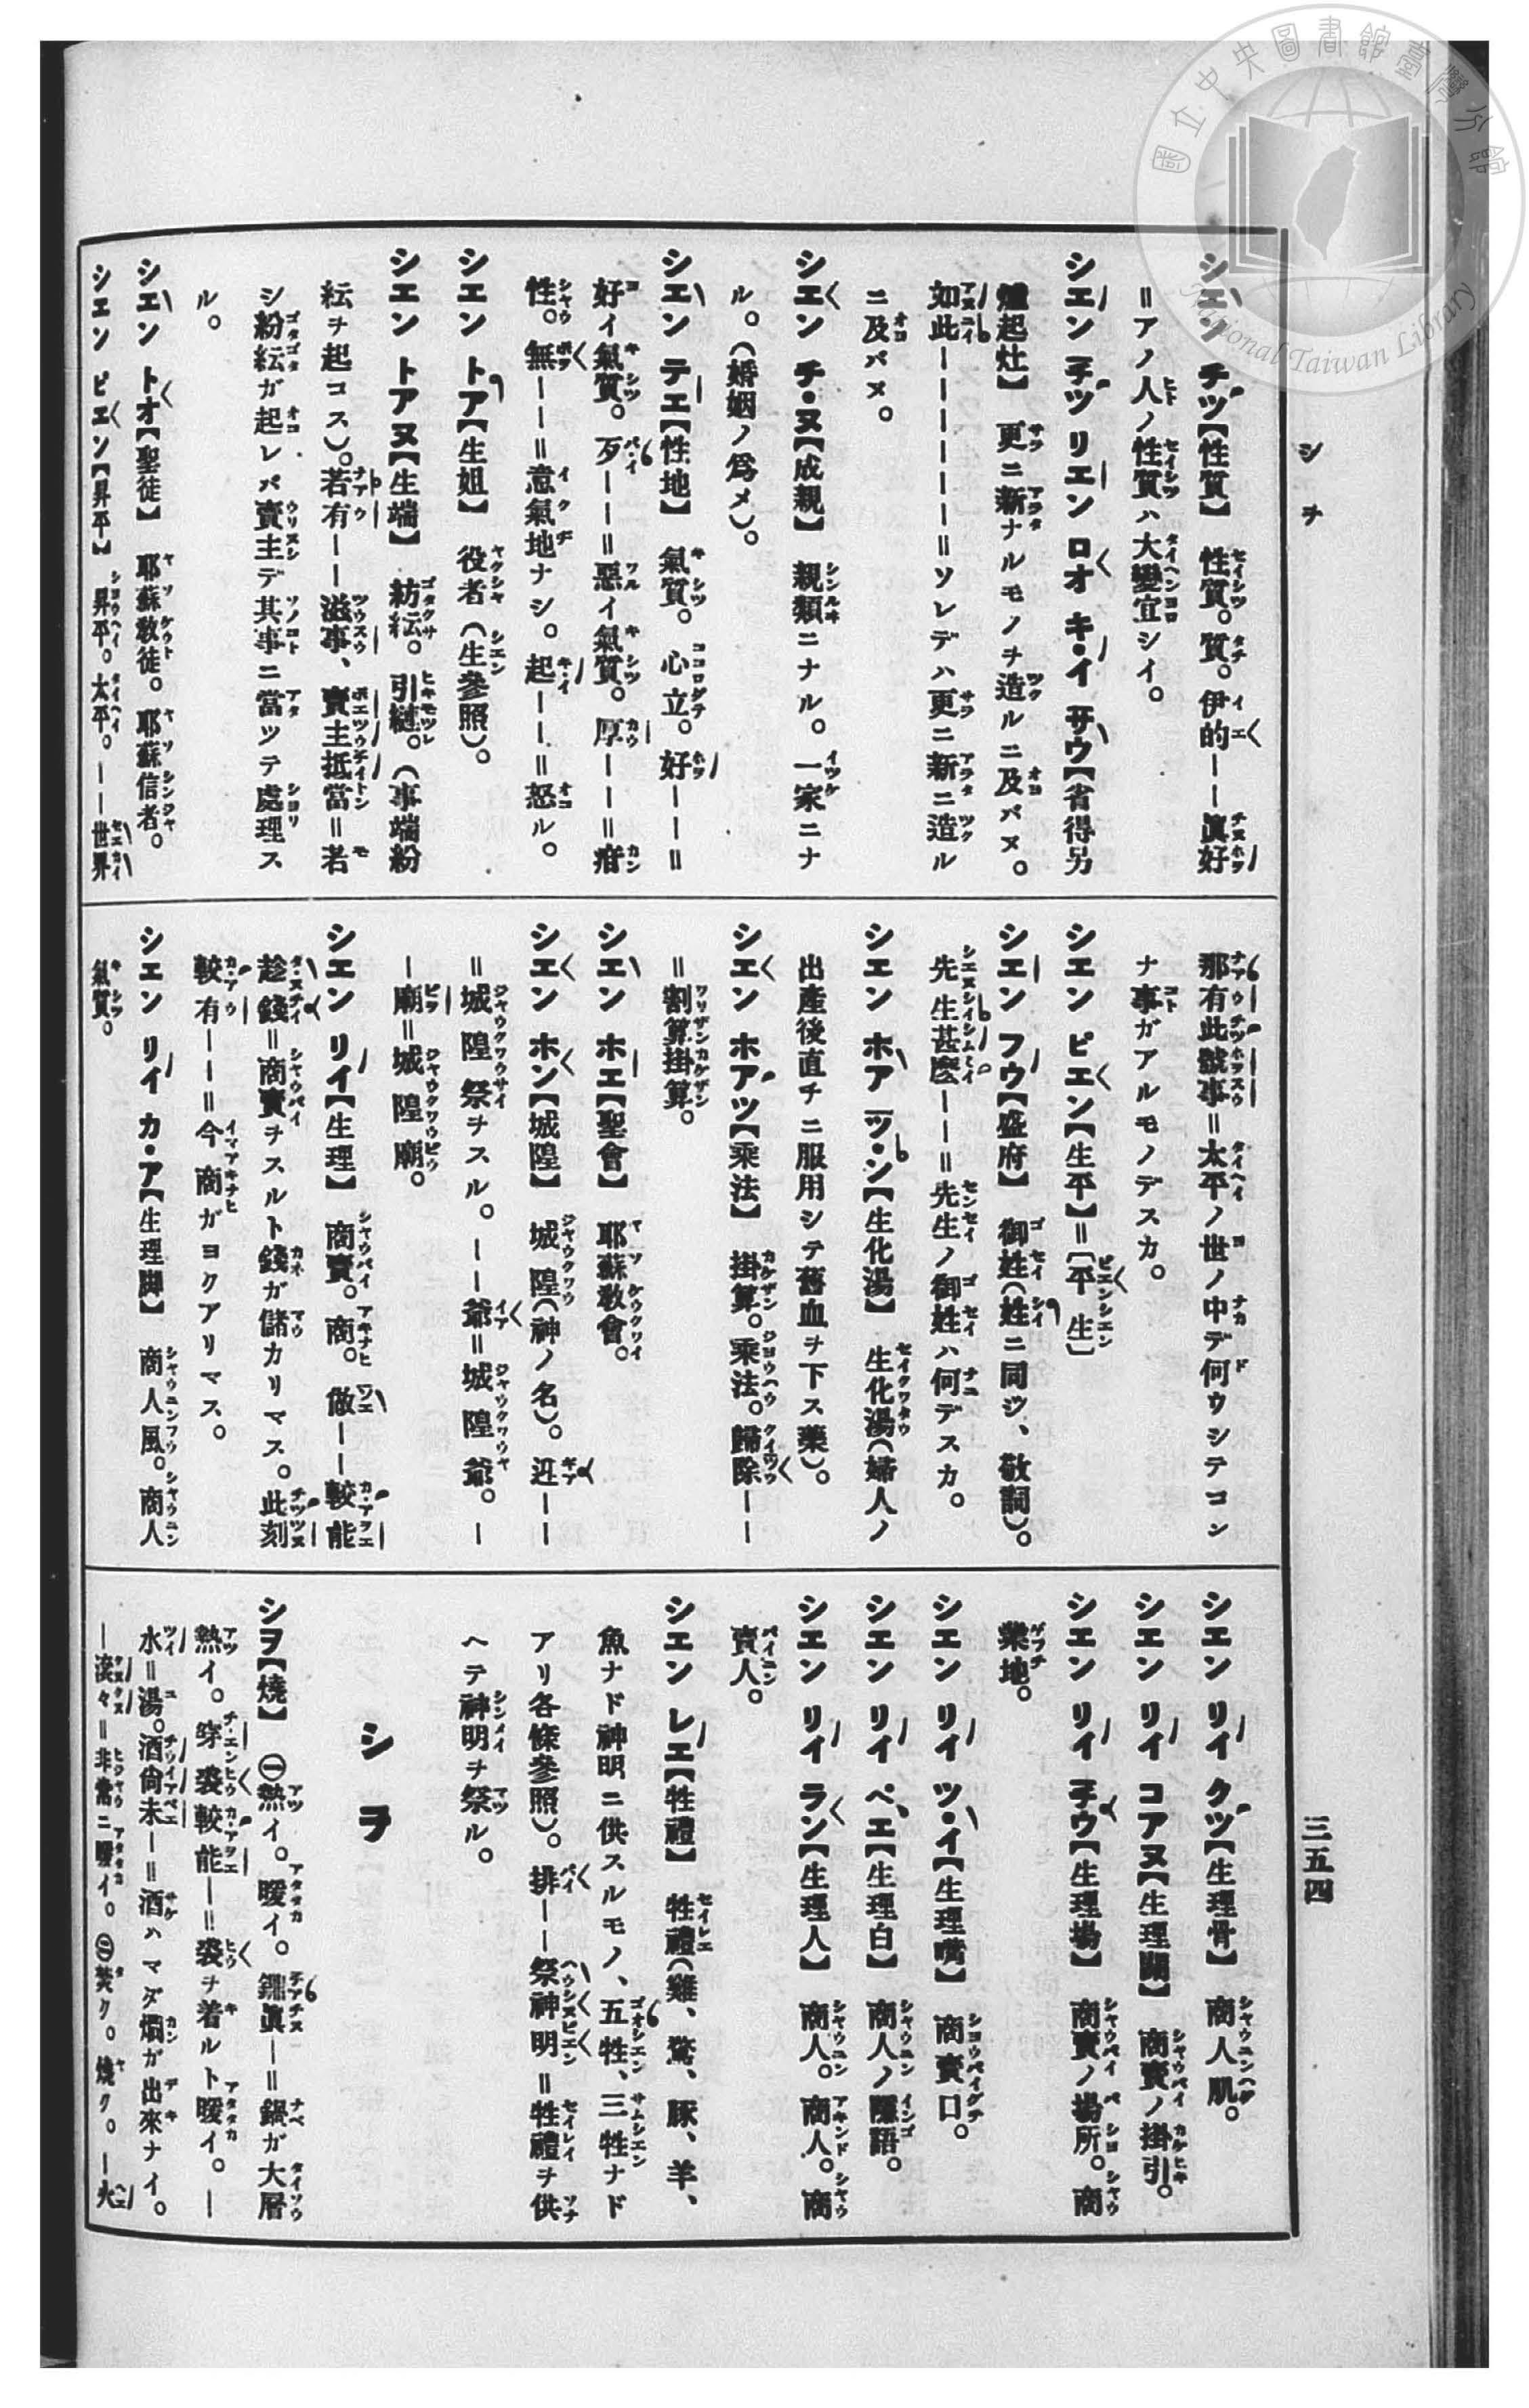 國立中央圖書館臺灣分館
National Taiwan Library
シヲ
三五四
シエン チツ【性質】 性質。質。伊的――眞好
=アノ人ノ性質ハ大變宜シイ。
シエン チツ リエン ロオ キ・イ サウ【省得另
爐起灶】 更ニ新ナルモノヲ造ルニ及バヌ。
如此――――――=ソレデハ更ニ新ニ造ル
ニ及バヌ。
シエン チ・ヌ【成親】 親類ニナル。一家ニナ
ル。(婚姻ノ爲メ)。
シエン テエ【性地】 氣質。心立。好――=
好イ氣質。歹――=惡イ氣質。厚――=疳
性。無――=意氣地ナシ。起――=怒ル。
シエン トア【生姐】 役者(生參照)。
シエン トアヌ【生端】 紛紜。引縺。(事端紛
紜ヲ起コス)。若有――滋事、賣主抵當=若
シ紛紜ガ起レバ賣主デ其事ニ當ツテ處理ス
ル。
シエン トオ【聖徒】 耶蘇敎徒。耶蘇信者。
シエン ピエン【昇平】 昇平。太平。――世界
那有此號事=太平ノ世ノ中デ何ウシテコン
ナ事ガアルモノデスカ。
シエン ピエン【生平】=〔平生〕
シエン フウ【盛府】 御姓(姓ニ同ジ、敬詞)。
先生甚麽――=先生ノ御姓ハ何デスカ。
シエン ホア ツ・ン【生化湯】 生化湯(婦人ノ
出產後直チニ服用シテ舊血ヲ下ス藥)。
シエン ホアツ【乘法】 掛算。乘法。歸除――
=割算掛算。
シエン ホエ【聖會】 耶蘇敎會。
シエン ホン【城隍】 城隍(神ノ名)。迓――
=城隍祭ヲスル。――爺=城隍爺。―
―廟=城隍廟。
シエン リイ【生理】 商賣。商。做――較能
趁錢=商賣ヲスルト錢ガ儲カリマス。此刻
較有――=今商ガヨクアリマス。
シエン リイ カ・ア【生理脚】 商人風。商人
氣質。
シエン リイ クツ【生理骨】 商人肌。
シエン リイ コアヌ【生理關】 商賣ノ掛引。
シエン リイ チウ【生理場】 商賣ノ場所。商
業地。
シエン リイ ツ・イ【生理嘴】 商賣口。
シエン リイ ペエ【生理白】 商人ノ隱語。
シエン リイ ラン【生理人】 商人。商人。商
賣人。
シエン レエ【牲禮】 牲禮(雞、鶩、豚、羊、
魚ナド神明ニ供スルモノ、五牲、三牲ナド
アリ各條參照)。排――祭神明=牲禮ヲ供
ヘテ神明ヲ祭ル。
シヲ
シヲ【燒】 ㊀熱イ。暖イ。鼎眞―=鍋ガ大層
熱イ。穿裘較能―=裘ヲ着ルト暖イ。―
水=湯。酒尙未―=酒ハマダ燗ガ出來ナイ。
―滾々=非常ニ暖イ。㊁焚ク。燒ク。―火